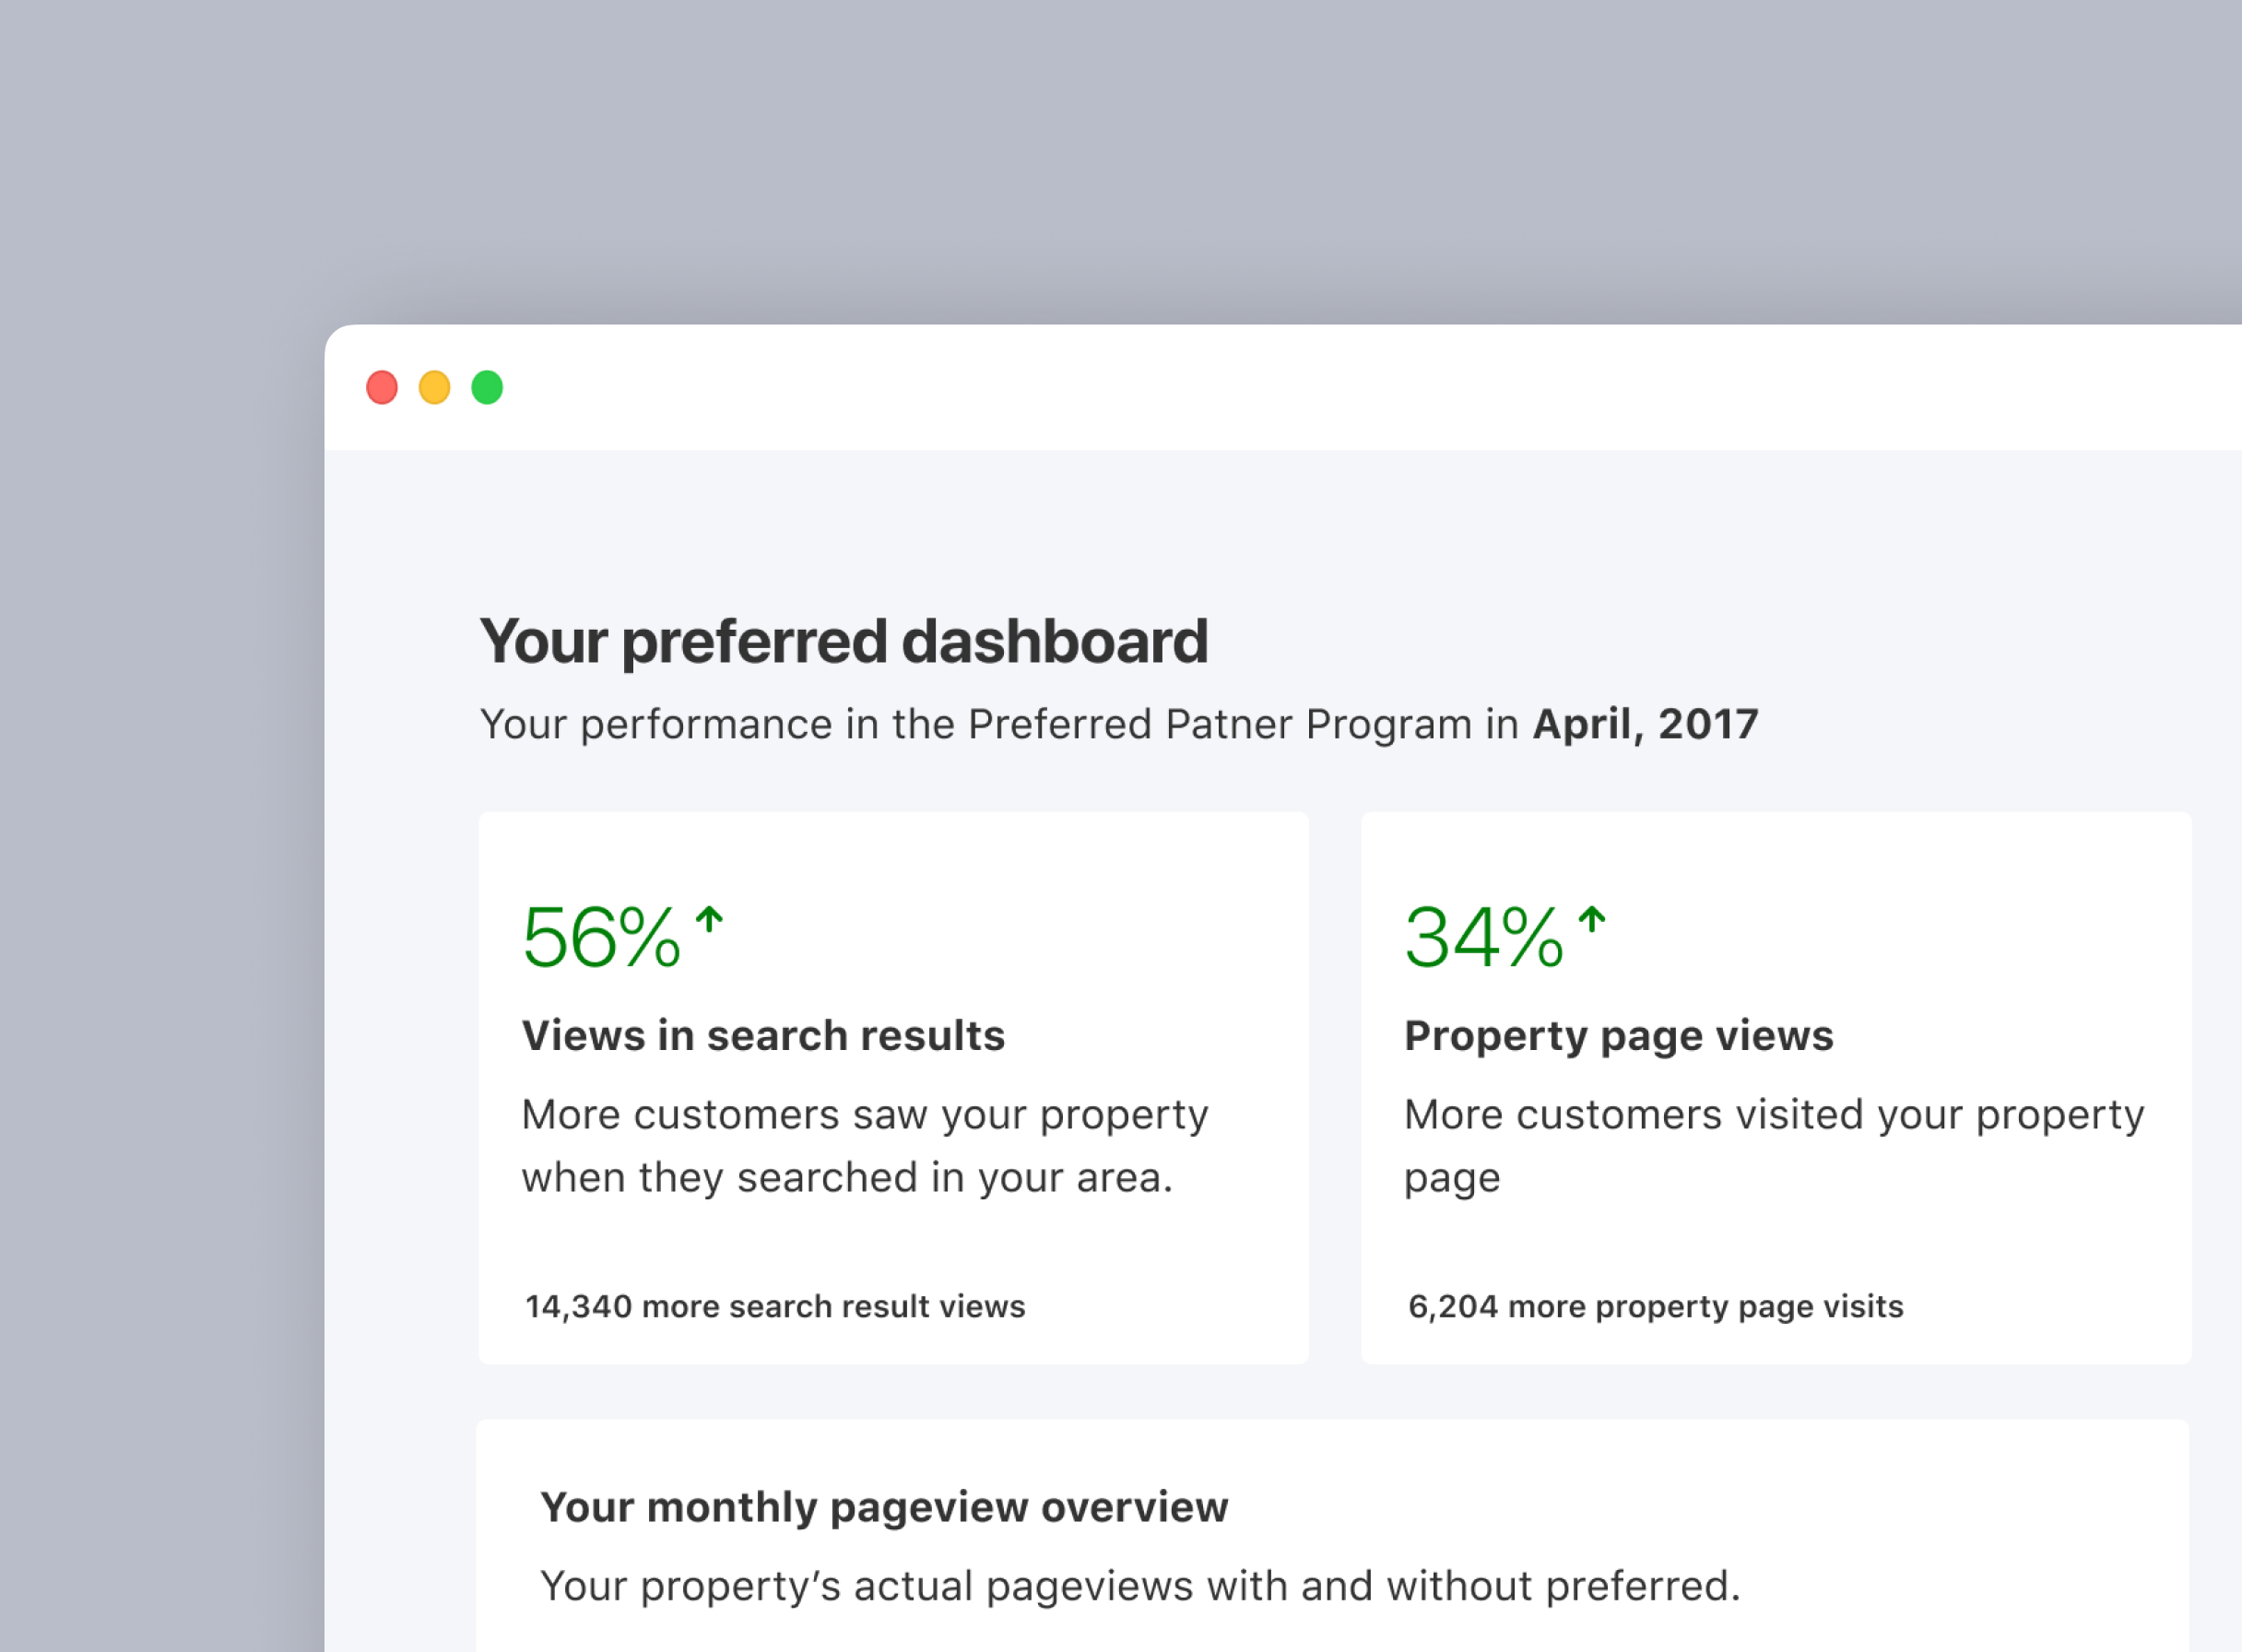 Your preferred dashboard
Your performance in the Preferred Patner Program in April, 2017
56%
Views in search results
More customers saw your property
when they searched in your area.
14,340 more search result views
34%
Property page views
More customers visited your property
page
6,204 more property page visits
Your monthly pageview overview
Your property’s actual pageviews with and without preferred.